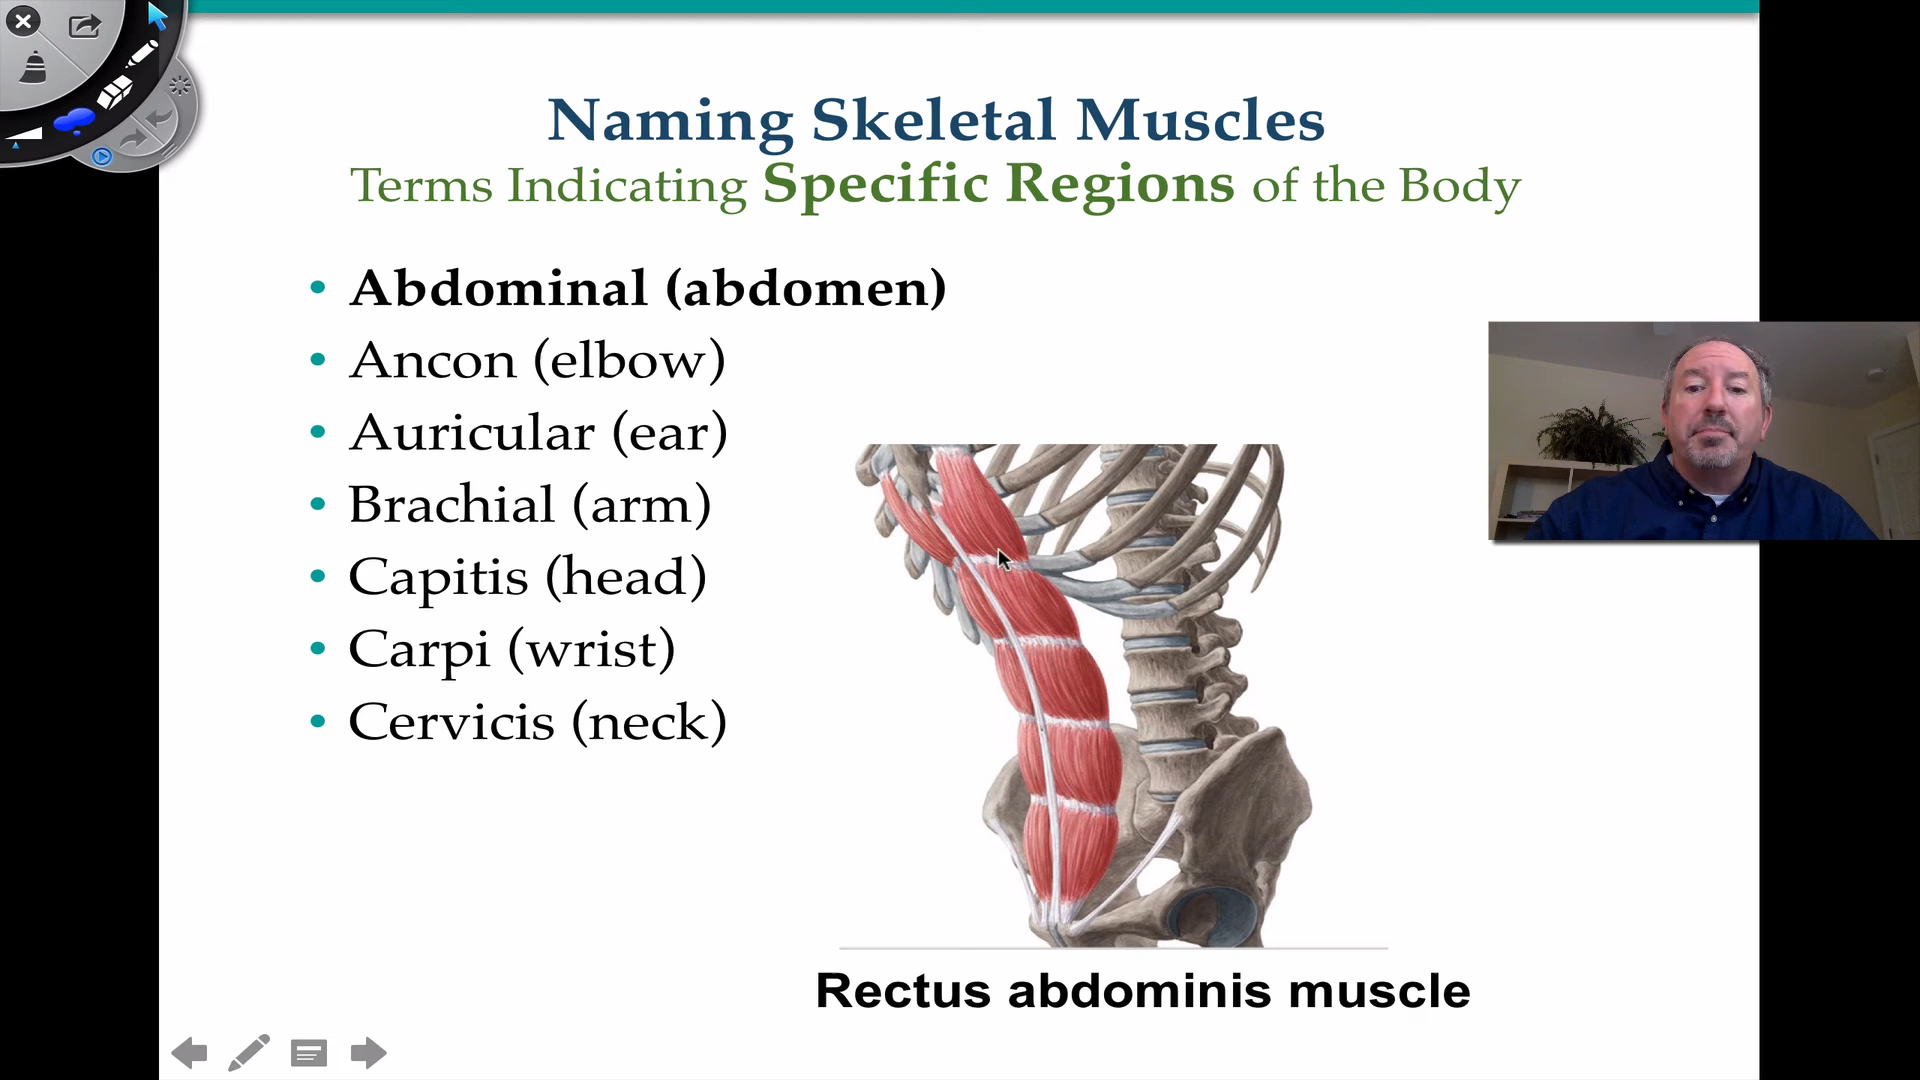 Naming Skeletal Muscles
Terms Indicating Specific Regions of the Body
• Abdominal (abdomen)
• Ancon (elbow)
• Auricular (ear)
• Brachial (arm)
• Capitis (head)
• Carpi (wrist)
• Cervicis (neck)
Rectus abdominis muscle